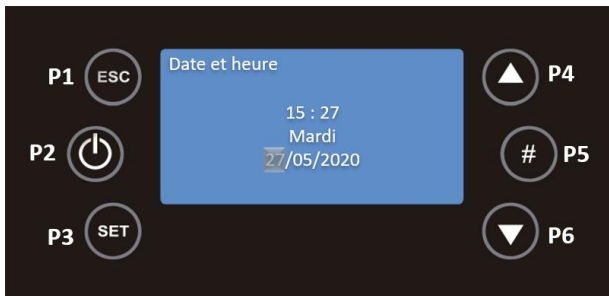 P1 ESC
P2
P3 SET
Date et heure
15 : 27
Mardi
27/05/2020
P4
# P5
P6